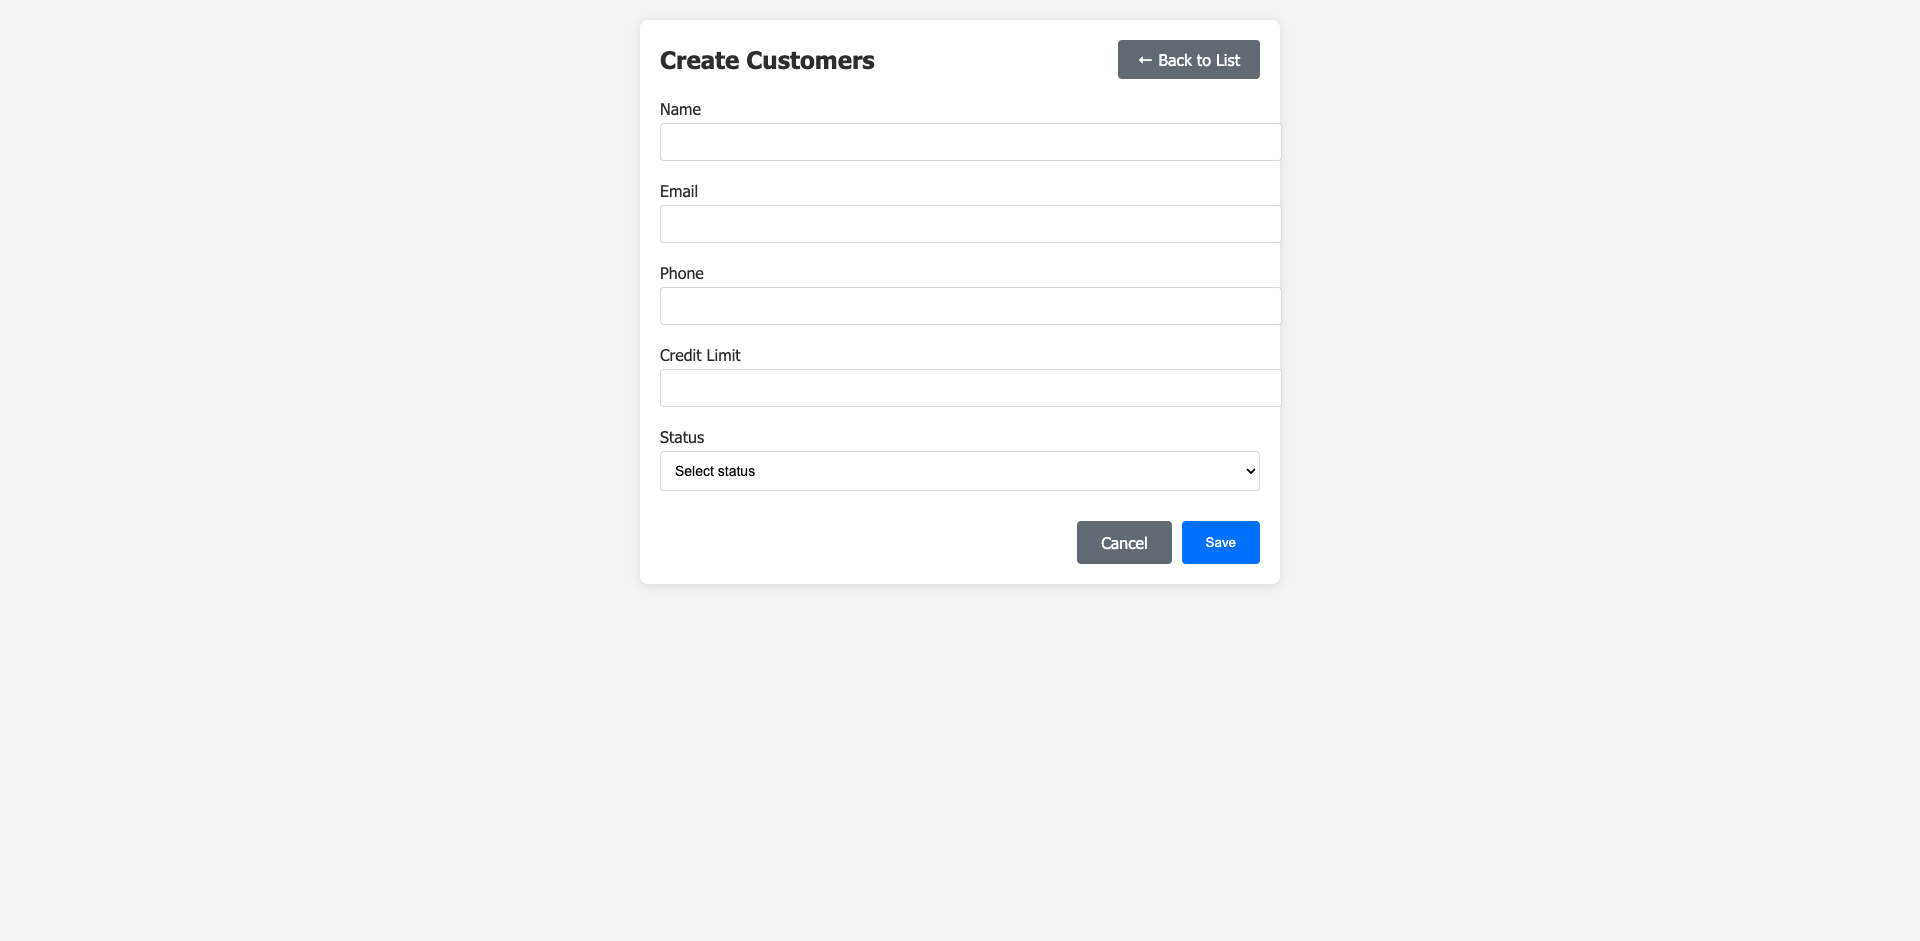 Create Customers
← Back to List
Name
Email
Phone
Credit Limit
Status
Select status
Cancel
Save